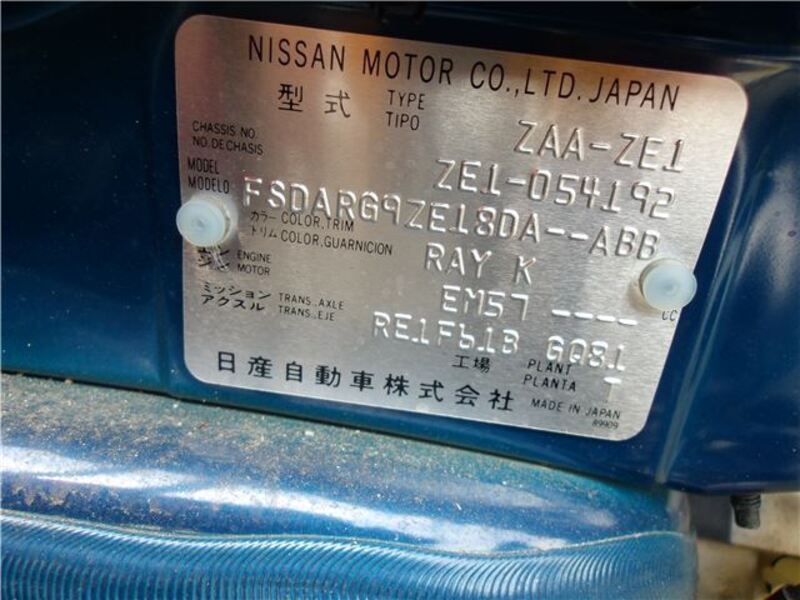 NISSAN MOTOR CO.,LTD. JAPAN
型式 TYPE TIPO ZAA-ZE1
CHASSIS NO. NO.DE CHASIS ZE1-054192
MODEL MODELO FSDARG9ZE18DA--ABB
カラー COLOR,TRIM トリム COLOR,GUARNICION RAY K
ENGINE MOTOR EM57 ---- CC
ミッション TRANS.,AXLE アクスル TRANS.,EJE RE1F61B GQ81
工場 PLANT PLANTA T
日産自動車株式会社 MADE IN JAPAN
89909